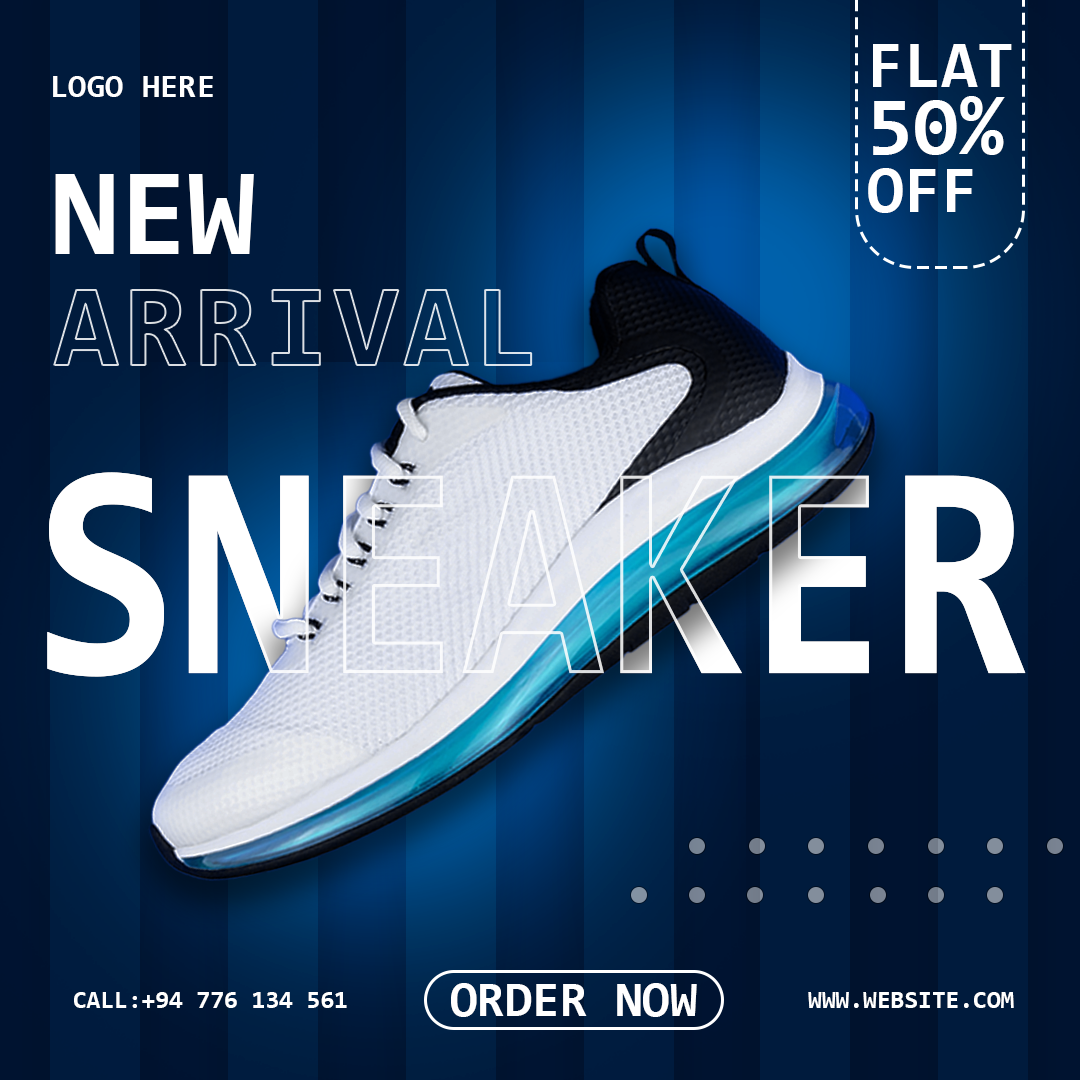 LOGO HERE
FLAT
50%
OFF
NEW
ARRIVAL
SNEAKER
CALL:+94 776 134 561
ORDER NOW
WWW.WEBSITE.COM